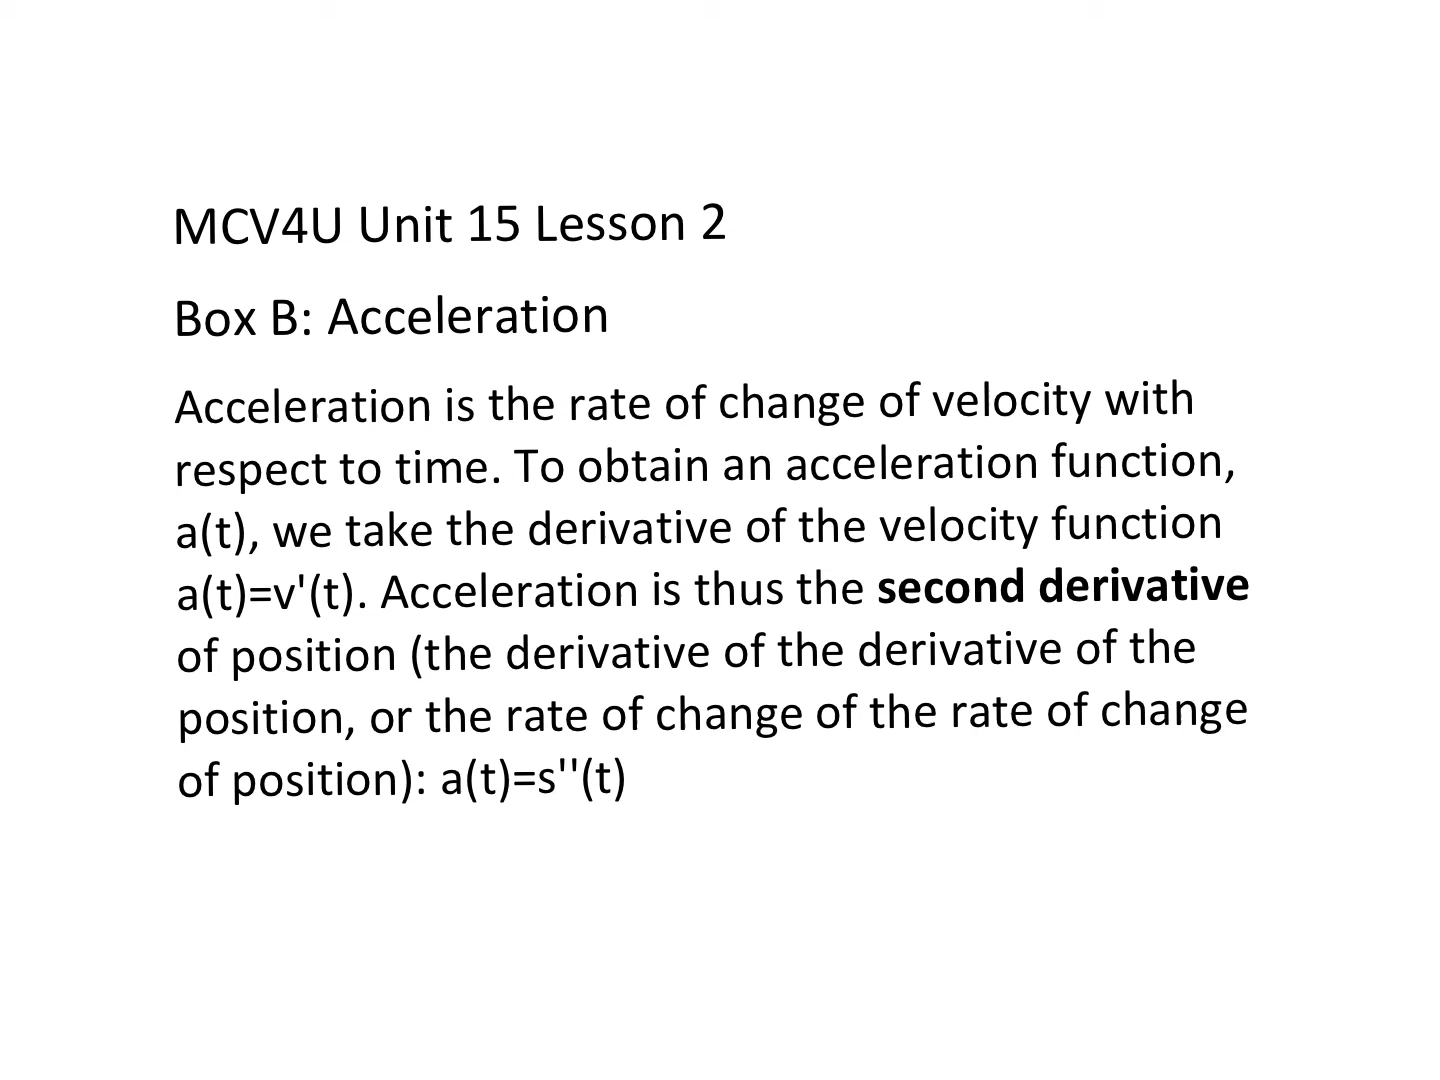 MCV4U Unit 15 Lesson 2
Box B: Acceleration
Acceleration is the rate of change of velocity with
respect to time. To obtain an acceleration function,
a(t), we take the derivative of the velocity function
a(t)=v'(t). Acceleration is thus the second derivative
of position (the derivative of the derivative of the
position, or the rate of change of the rate of change
of position): a(t)=s''(t)